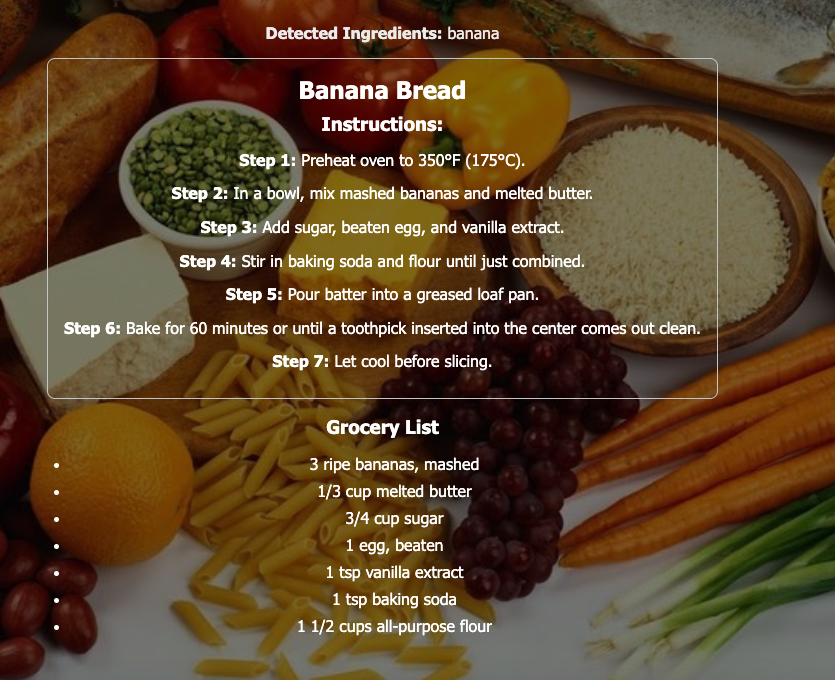 Detected Ingredients: banana
Banana Bread
Instructions:
Step 1: Preheat oven to 350°F (175°C).
Step 2: In a bowl, mix mashed bananas and melted butter.
Step 3: Add sugar, beaten egg, and vanilla extract.
Step 4: Stir in baking soda and flour until just combined.
Step 5: Pour batter into a greased loaf pan.
Step 6: Bake for 60 minutes or until a toothpick inserted into the center comes out clean.
Step 7: Let cool before slicing.
Grocery List
• 3 ripe bananas, mashed
• 1/3 cup melted butter
• 3/4 cup sugar
• 1 egg, beaten
• 1 tsp vanilla extract
• 1 tsp baking soda
• 1 1/2 cups all-purpose flour